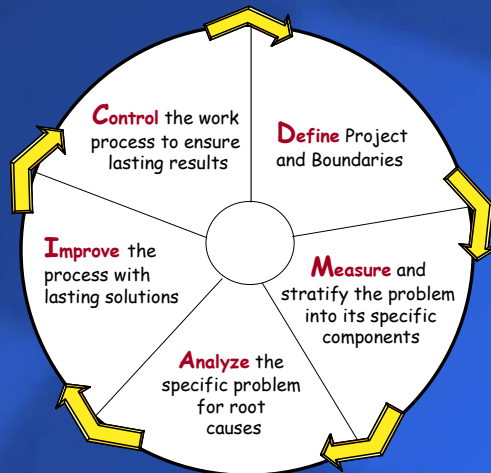 Define Project
and Boundaries
Measure and
stratify the problem
into its specific
components
Analyze the
specific problem
for root
causes
Improve the
process with
lasting solutions
Control the work
process to ensure
lasting results